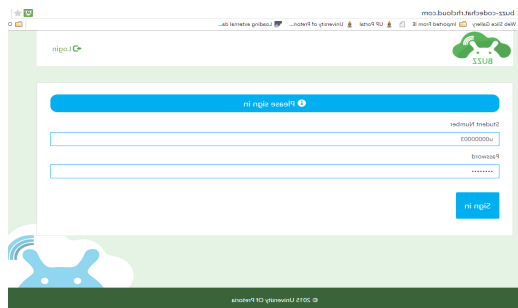 buzz-codechat.rhcloud.com
Web Slice Gallery Imported From IE UP Portal University of Pretori... Loading external da...
BUZZ
Login
Please sign in
Student Number
u00000003
Password
••••••••
Sign in
© 2015 University Of Pretoria